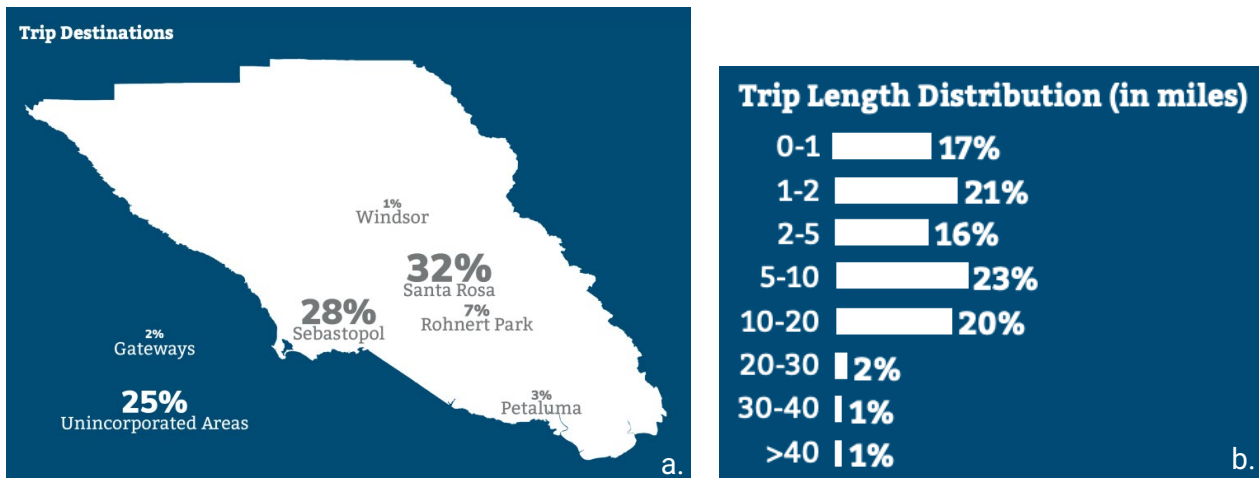 Trip Destinations
1%
Windsor
32%
Santa Rosa
28%
Sebastopol
7%
Rohnert Park
2%
Gateways
25%
Unincorporated Areas
3%
Petaluma
a.
Trip Length Distribution (in miles)
0-1 17%
1-2 21%
2-5 16%
5-10 23%
10-20 20%
20-30 2%
30-40 1%
>40 1%
b.